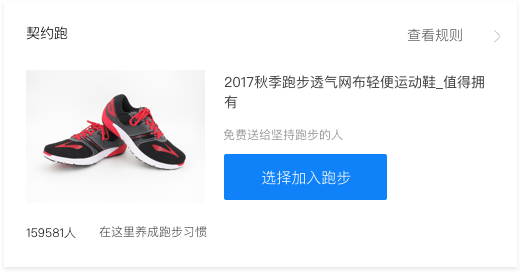 契约跑
查看规则
2017秋季跑步透气网布轻便运动鞋_值得拥
有
免费送给坚持跑步的人
选择加入跑步
159581人
在这里养成跑步习惯